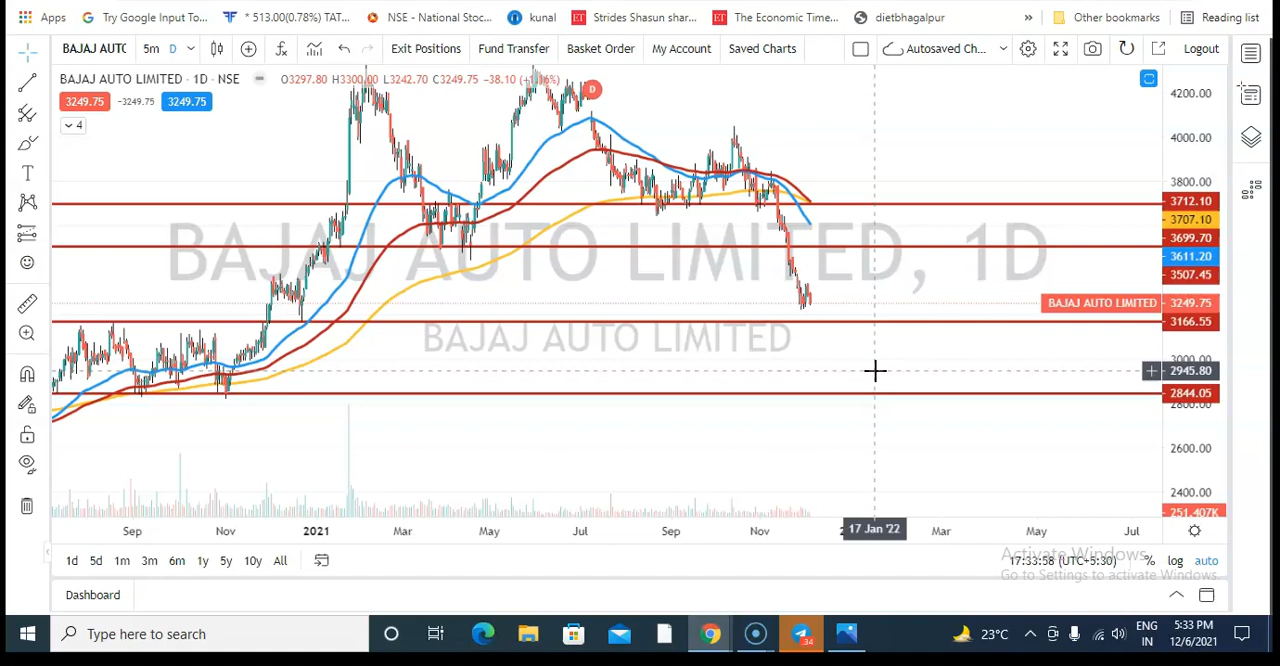 Apps
Try Google Input To...
* 513.00(0.78%) TAT...
NSE - National Stoc...
kunal
ET Strides Shasun shar...
ET The Economic Time...
dietbhagalpur
»
Other bookmarks
Reading list
BAJAJ AUTO
5m D
Exit Positions
Fund Transfer
Basket Order
My Account
Saved Charts
Autosaved Ch...
Logout
BAJAJ AUTO LIMITED · 1D · NSE
O3297.80 H3300.00 L3242.70 C3249.75 −38.10 (−1.16%)
3249.75 −3249.75 3249.75
4
D
4200.00
4000.00
3800.00
3712.10
3707.10
3699.70
3611.20
3507.45
BAJAJ AUTO LIMITED, 1D
BAJAJ AUTO LIMITED 3249.75
3166.55
BAJAJ AUTO LIMITED
3000.00
2945.80
2844.05
2800.00
2600.00
2400.00
251.407K
Sep Nov 2021 Mar May Jul Sep Nov 17 Jan '22 Mar May Jul
1d 5d 1m 3m 6m 1y 5y 10y All
17:33:58 (UTC+5:30) % log auto
Activate Windows
Go to Settings to activate Windows.
Dashboard
Type here to search
34
23°C
ENG
IN
5:33 PM
12/6/2021